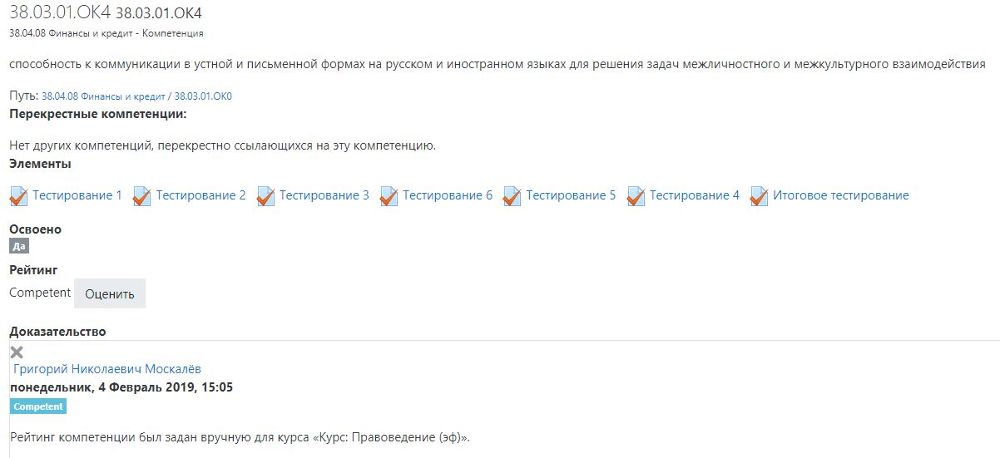 38.03.01.ОК4 38.03.01.ОК4
38.04.08 Финансы и кредит - Компетенция
способность к коммуникации в устной и письменной формах на русском и иностранном языках для решения задач межличностного и межкультурного взаимодействия
Путь: 38.04.08 Финансы и кредит / 38.03.01.ОК0
Перекрестные компетенции:
Нет других компетенций, перекрестно ссылающихся на эту компетенцию.
Элементы
Тестирование 1 Тестирование 2 Тестирование 3 Тестирование 6 Тестирование 5 Тестирование 4 Итоговое тестирование
Освоено
Да
Рейтинг
Competent Оценить
Доказательство
Григорий Николаевич Москалёв
понедельник, 4 Февраль 2019, 15:05
Competent
Рейтинг компетенции был задан вручную для курса «Курс: Правоведение (эф)».